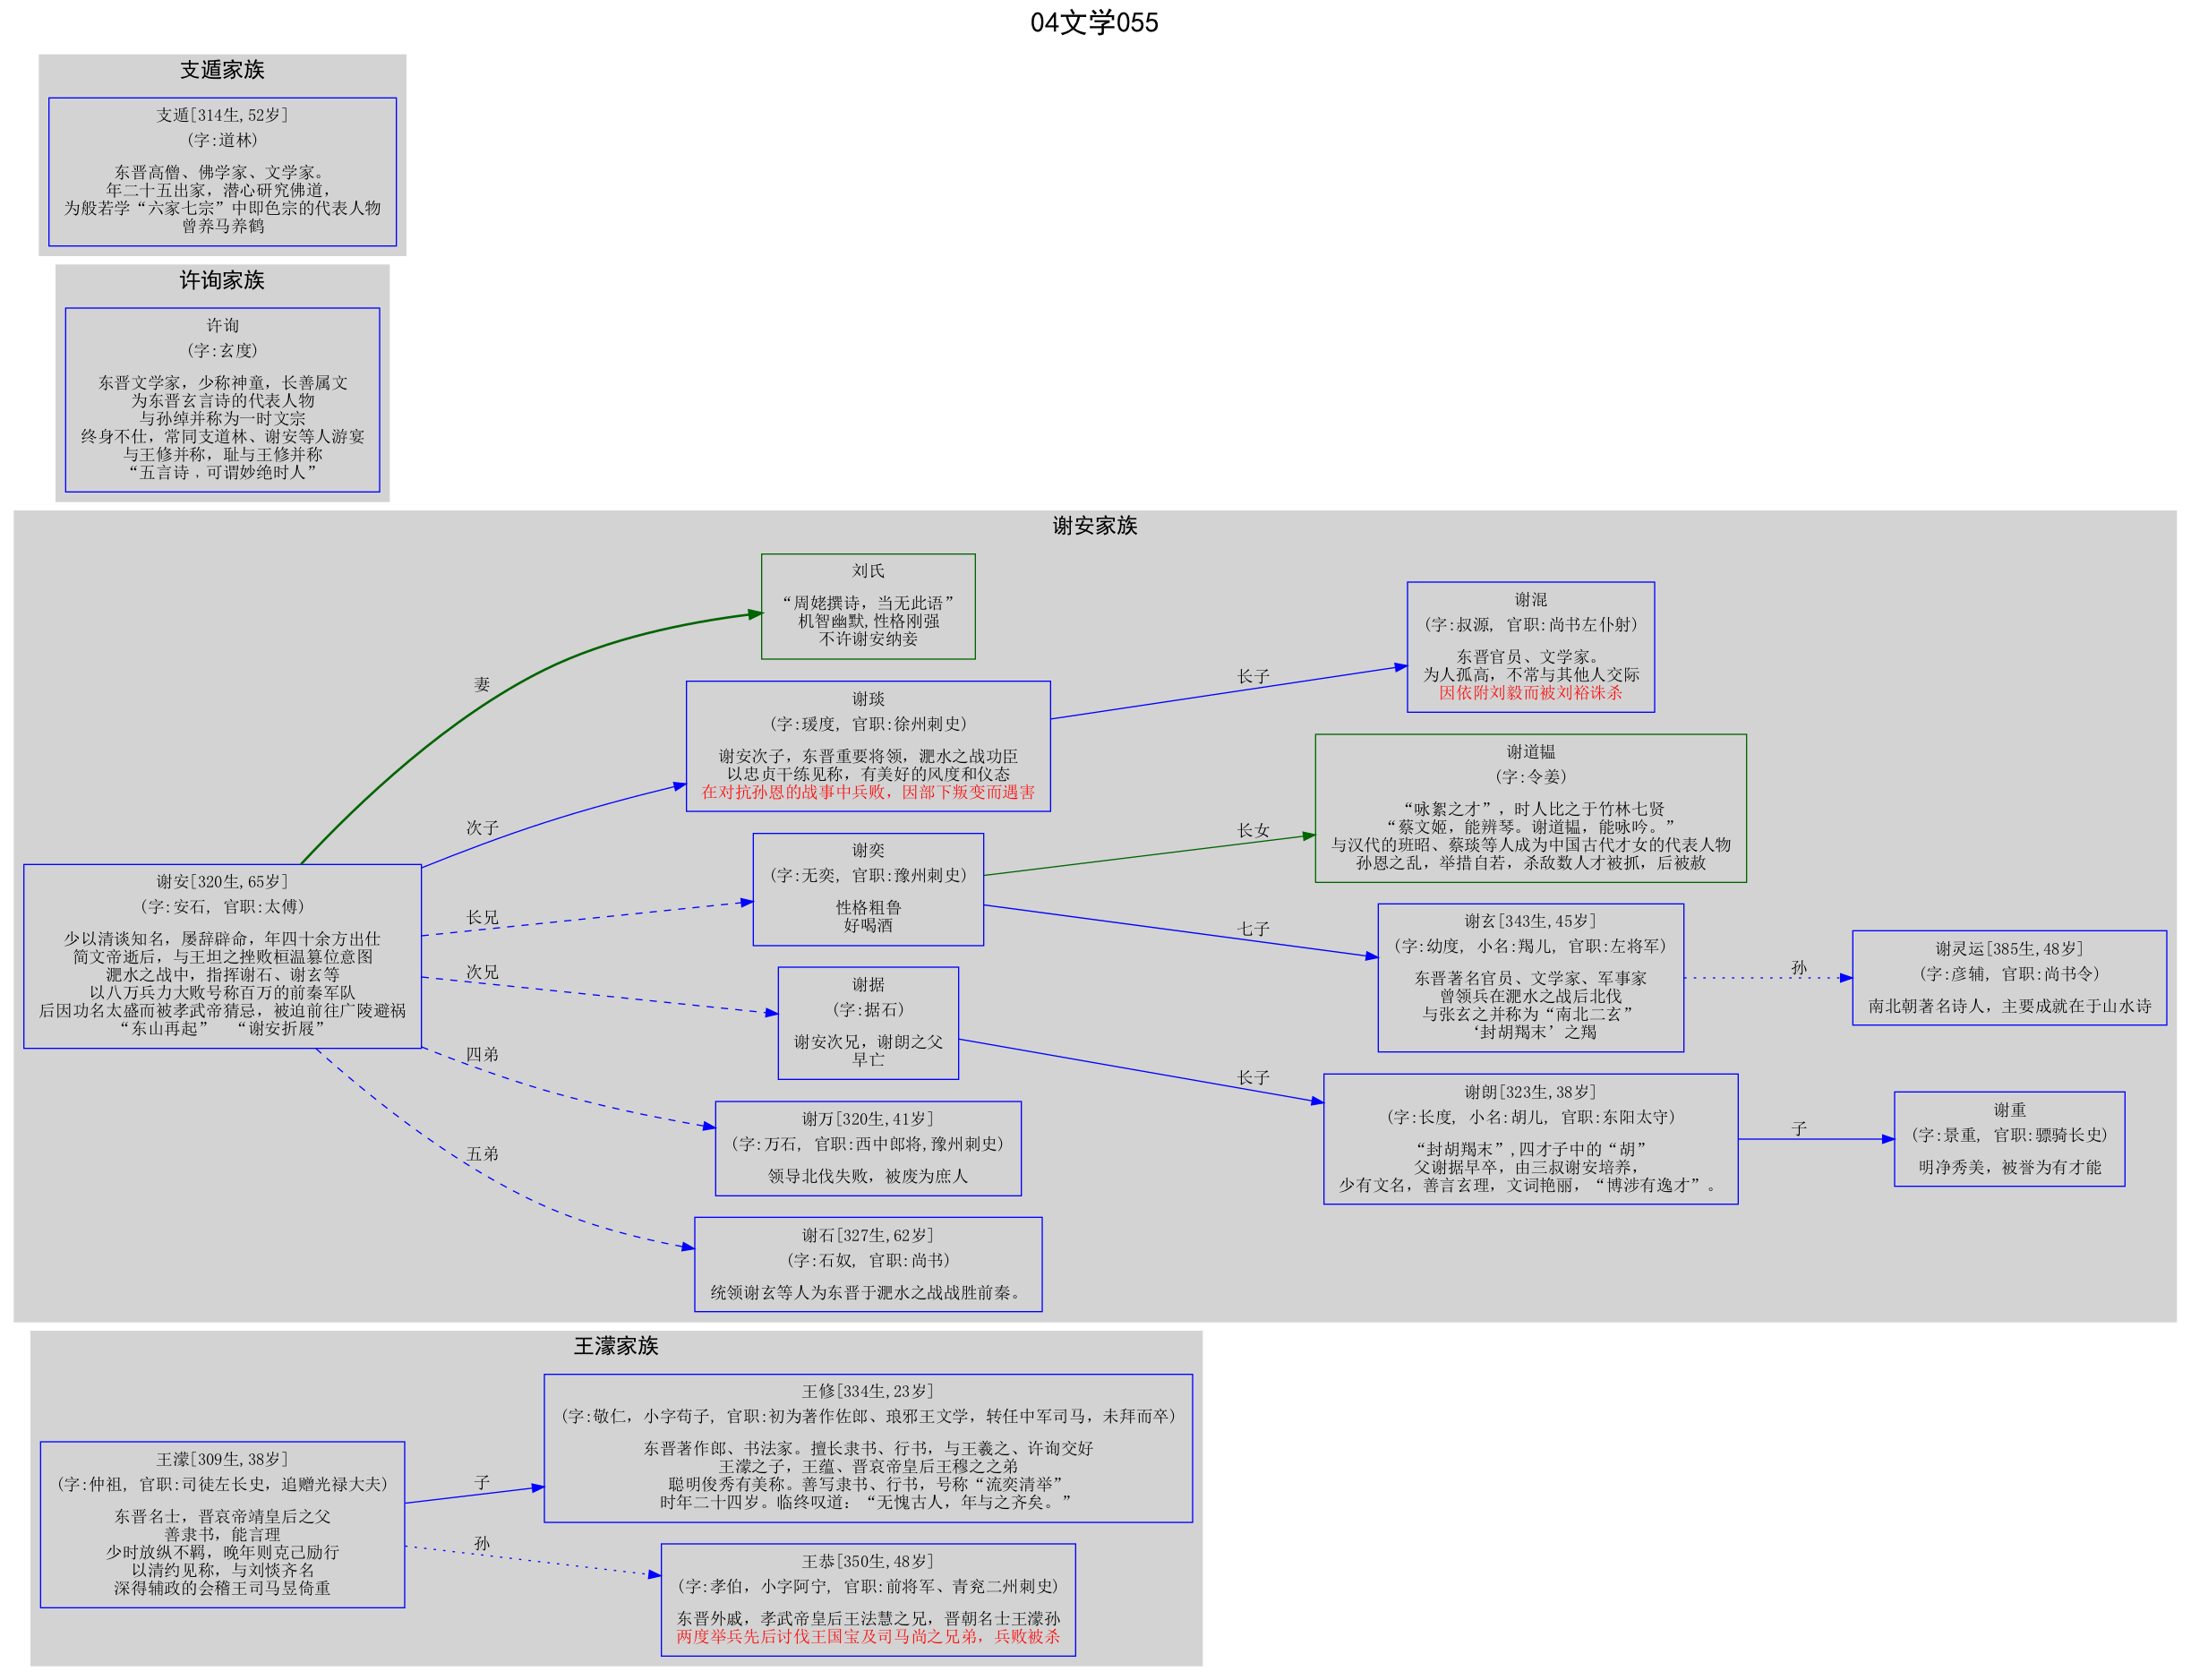 04文学055
支遁家族
支遁[314生,52岁]
(字:道林)
东晋高僧、佛学家、文学家。
年二十五出家，潜心研究佛道，
为般若学“六家七宗”中即色宗的代表人物
曾养马养鹤
许询家族
许询
(字:玄度)
东晋文学家，少称神童，长善属文
为东晋玄言诗的代表人物
与孙绰并称为一时文宗
终身不仕，常同支道林、谢安等人游宴
与王修并称，耻与王修并称
“五言诗﹐可谓妙绝时人”
谢安家族
谢安[320生,65岁]
(字:安石, 官职:太傅)
少以清谈知名，屡辞辟命，年四十余方出仕
简文帝逝后，与王坦之挫败桓温篡位意图
淝水之战中，指挥谢石、谢玄等
以八万兵力大败号称百万的前秦军队
后因功名太盛而被孝武帝猜忌，被迫前往广陵避祸
“东山再起” “谢安折屐”
妻
次子
长兄
次兄
四弟
五弟
刘氏
“周姥撰诗，当无此语”
机智幽默,性格刚强
不许谢安纳妾
谢琰
(字:瑗度, 官职:徐州刺史)
谢安次子，东晋重要将领，淝水之战功臣
以忠贞干练见称，有美好的风度和仪态
在对抗孙恩的战事中兵败，因部下叛变而遇害
谢奕
(字:无奕, 官职:豫州刺史)
性格粗鲁
好喝酒
谢据
(字:据石)
谢安次兄，谢朗之父
早亡
谢万[320生,41岁]
(字:万石, 官职:西中郎将,豫州刺史)
领导北伐失败，被废为庶人
谢石[327生,62岁]
(字:石奴, 官职:尚书)
统领谢玄等人为东晋于淝水之战战胜前秦。
长子
长女
七子
长子
谢混
(字:叔源, 官职:尚书左仆射)
东晋官员、文学家。
为人孤高，不常与其他人交际
因依附刘毅而被刘裕诛杀
谢道韫
(字:令姜)
“咏絮之才”，时人比之于竹林七贤
“蔡文姬，能辨琴。谢道韫，能咏吟。”
与汉代的班昭、蔡琰等人成为中国古代才女的代表人物
孙恩之乱，举措自若，杀敌数人才被抓，后被赦
谢玄[343生,45岁]
(字:幼度, 小名:羯儿, 官职:左将军)
东晋著名官员、文学家、军事家
曾领兵在淝水之战后北伐
与张玄之并称为“南北二玄”
‘封胡羯末’之羯
谢朗[323生,38岁]
(字:长度, 小名:胡儿, 官职:东阳太守)
“封胡羯末”,四才子中的“胡”
父谢据早卒，由三叔谢安培养，
少有文名，善言玄理，文词艳丽，“博涉有逸才”。
孙
子
谢灵运[385生,48岁]
(字:彦辅, 官职:尚书令)
南北朝著名诗人，主要成就在于山水诗
谢重
(字:景重, 官职:骠骑长史)
明净秀美，被誉为有才能
王濛家族
王濛[309生,38岁]
(字:仲祖, 官职:司徒左长史，追赠光禄大夫)
东晋名士，晋哀帝靖皇后之父
善隶书，能言理
少时放纵不羁，晚年则克己励行
以清约见称，与刘惔齐名
深得辅政的会稽王司马昱倚重
子
孙
王修[334生,23岁]
(字:敬仁，小字苟子, 官职:初为著作佐郎、琅邪王文学，转任中军司马，未拜而卒)
东晋著作郎、书法家。擅长隶书、行书，与王羲之、许询交好
王濛之子，王蕴、晋哀帝皇后王穆之之弟
聪明俊秀有美称。善写隶书、行书，号称“流奕清举”
时年二十四岁。临终叹道：“无愧古人，年与之齐矣。”
王恭[350生,48岁]
(字:孝伯，小字阿宁, 官职:前将军、青兖二州刺史)
东晋外戚，孝武帝皇后王法慧之兄，晋朝名士王濛孙
两度举兵先后讨伐王国宝及司马尚之兄弟，兵败被杀